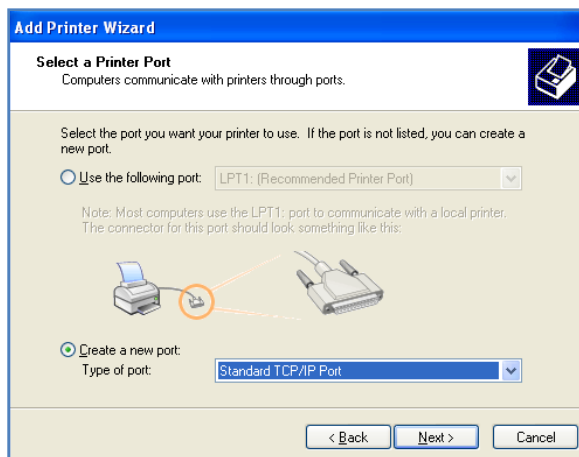 Add Printer Wizard
Select a Printer Port
Computers communicate with printers through ports.
Select the port you want your printer to use. If the port is not listed, you can create a
new port.
Use the following port: LPT1: (Recommended Printer Port)
Note: Most computers use the LPT1: port to communicate with a local printer.
The connector for this port should look something like this:
Create a new port:
Type of port: Standard TCP/IP Port
< Back Next > Cancel